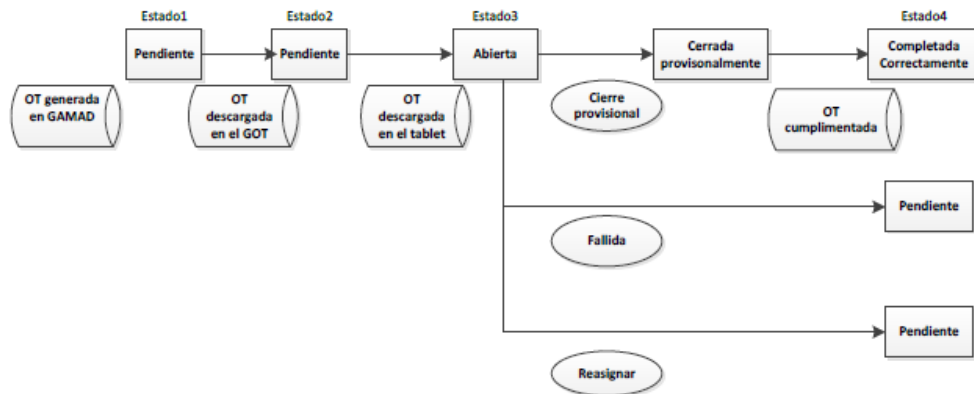 Estado1
Estado2
Estado3
Estado4
Pendiente
Pendiente
Abierta
Cerrada
provisonalmente
Completada
Correctamente
OT generada
en GAMAD
OT
descargada
en el GOT
OT
descargada
en el tablet
Cierre
provisional
OT
cumplimentada
Pendiente
Fallida
Pendiente
Reasignar